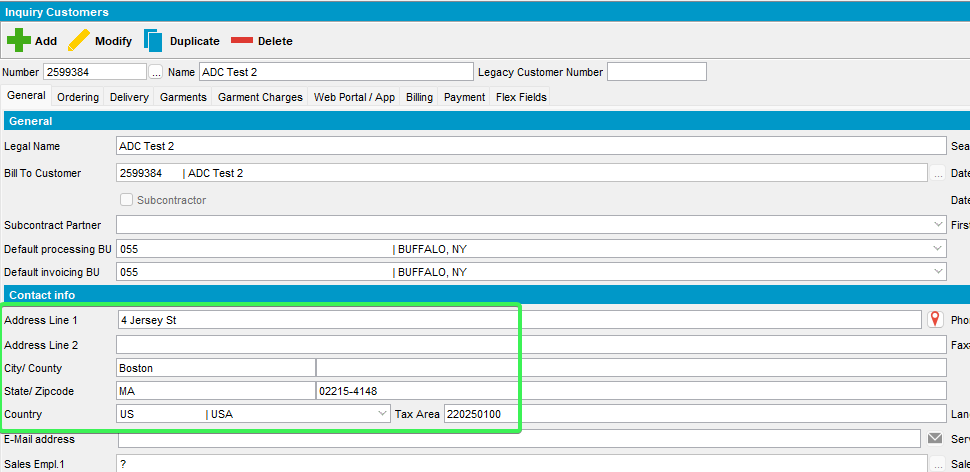 Inquiry Customers
Add Modify Duplicate Delete
Number 2599384 ... Name ADC Test 2 Legacy Customer Number
General Ordering Delivery Garments Garment Charges Web Portal / App Billing Payment Flex Fields
General
Legal Name ADC Test 2 Sea
Bill To Customer 2599384 | ADC Test 2 ... Date
Subcontractor Date
Subcontract Partner First
Default processing BU 055 | BUFFALO, NY
Default invoicing BU 055 | BUFFALO, NY
Contact info
Address Line 1 4 Jersey St Pho
Address Line 2 Fax
City/ County Boston
State/ Zipcode MA 02215-4148
Country US | USA Tax Area 220250100 Lan
E-Mail address Serv
Sales Empl.1 ? ... Sale